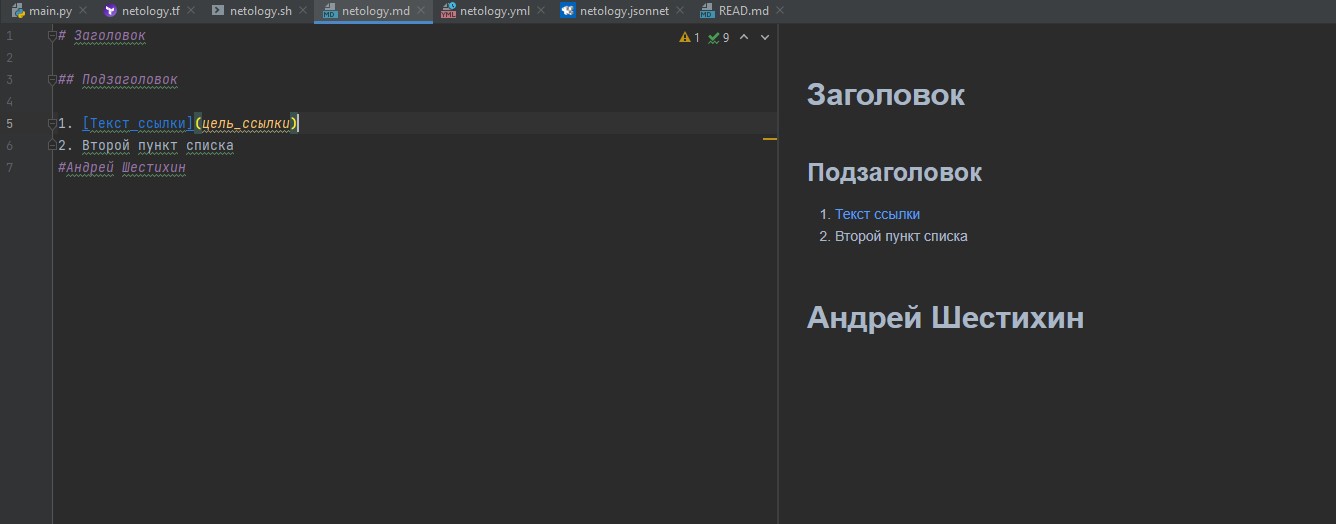 main.py netology.tf netology.sh netology.md netology.yml netology.jsonnet READ.md
1 # Заголовок
1 9
2
3 ## Подзаголовок
4
5 1. [Текст ссылки](цель_ссылки)
6 2. Второй пункт списка
7 #Андрей Шестихин
Заголовок
Подзаголовок
1. Текст ссылки
2. Второй пункт списка
Андрей Шестихин